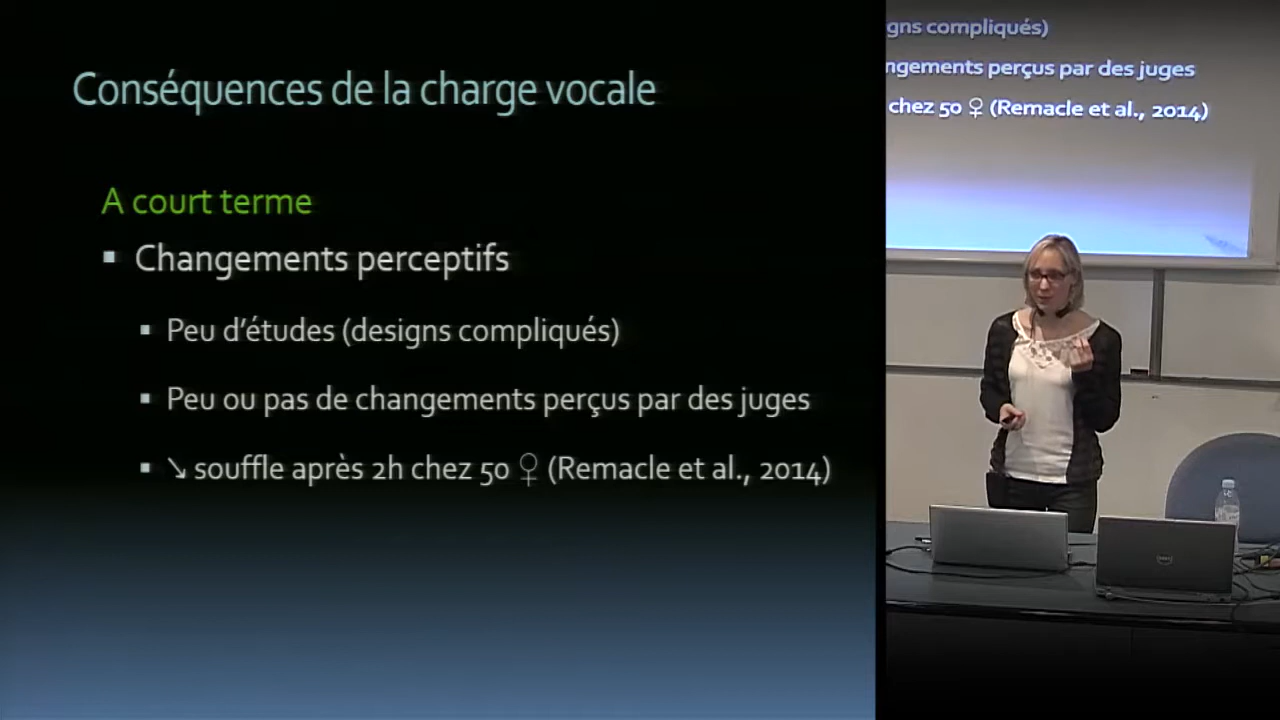 Conséquences de la charge vocale
A court terme
▪ Changements perceptifs
▪ Peu d'études (designs compliqués)
▪ Peu ou pas de changements perçus par des juges
▪ ↘ souffle après 2h chez 50 ♀ (Remacle et al., 2014)
gns compliqués)
ngements perçus par des juges
chez 50 ♀ (Remacle et al., 2014)
DELL